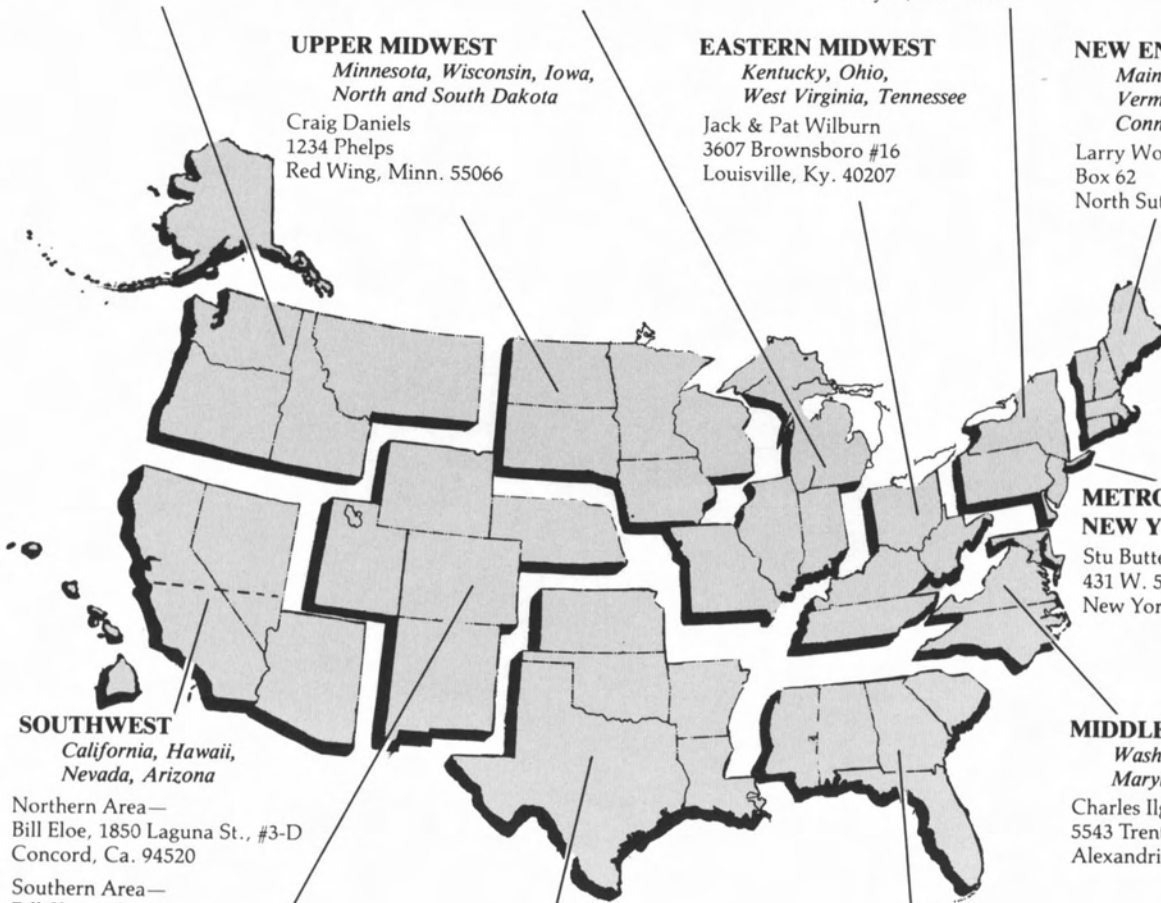 UPPER MIDWEST
Minnesota, Wisconsin, Iowa,
North and South Dakota
Craig Daniels
1234 Phelps
Red Wing, Minn. 55066
EASTERN MIDWEST
Kentucky, Ohio,
West Virginia, Tennessee
Jack & Pat Wilburn
3607 Brownsboro #16
Louisville, Ky. 40207
NEW EN
Main
Verm
Conn
Larry Wo
Box 62
North Sut
METRO
NEW Y
Stu Butte
431 W. 5
New Yor
MIDDLE
Wash
Mary
Charles Ilg
5543 Tren
Alexandri
SOUTHWEST
California, Hawaii,
Nevada, Arizona
Northern Area—
Bill Eloe, 1850 Laguna St., #3-D
Concord, Ca. 94520
Southern Area—